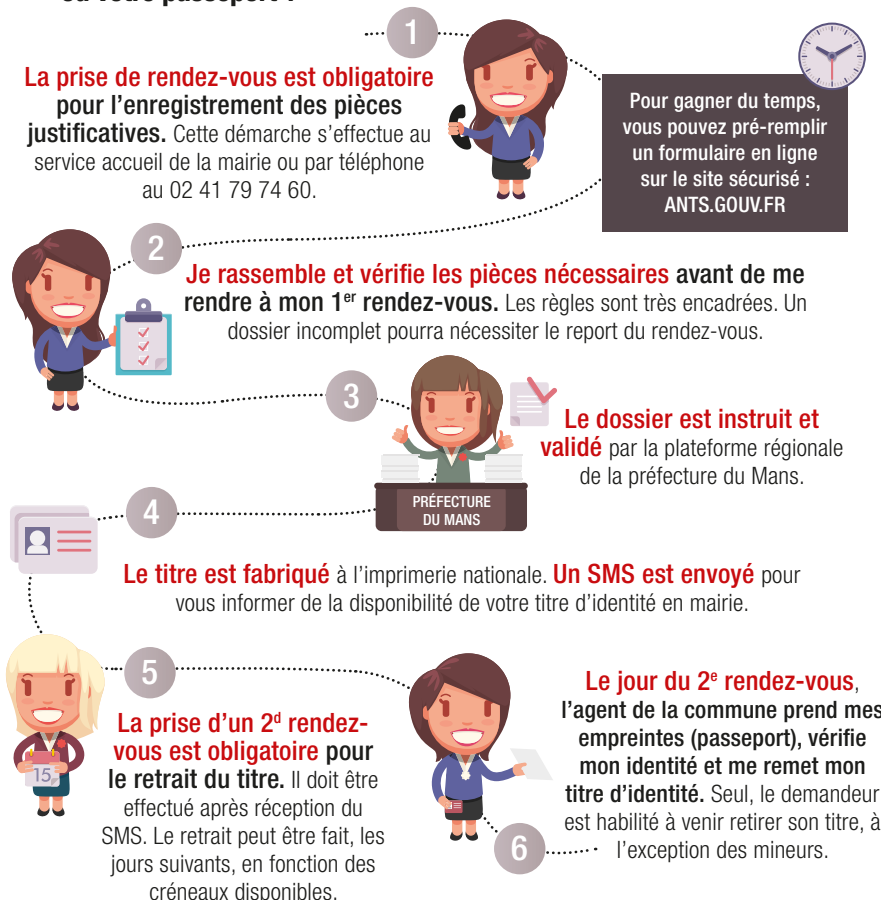 ou votre passeport ?
1
La prise de rendez-vous est obligatoire
pour l'enregistrement des pièces
justificatives. Cette démarche s'effectue au
service accueil de la mairie ou par téléphone
au 02 41 79 74 60.
Pour gagner du temps,
vous pouvez pré-remplir
un formulaire en ligne
sur le site sécurisé :
ANTS.GOUV.FR
2
Je rassemble et vérifie les pièces nécessaires avant de me
rendre à mon 1er rendez-vous. Les règles sont très encadrées. Un
dossier incomplet pourra nécessiter le report du rendez-vous.
3
Le dossier est instruit et
validé par la plateforme régionale
de la préfecture du Mans.
PRÉFECTURE
DU MANS
4
Le titre est fabriqué à l'imprimerie nationale. Un SMS est envoyé pour
vous informer de la disponibilité de votre titre d'identité en mairie.
5
La prise d'un 2d rendez-
vous est obligatoire pour
le retrait du titre. Il doit être
effectué après réception du
SMS. Le retrait peut être fait, les
jours suivants, en fonction des
créneaux disponibles.
15
Le jour du 2e rendez-vous,
l'agent de la commune prend mes
empreintes (passeport), vérifie
mon identité et me remet mon
titre d'identité. Seul, le demandeur
est habilité à venir retirer son titre, à
l'exception des mineurs.
6